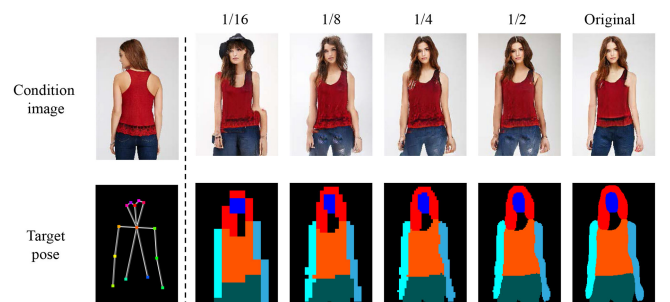 1/16 1/8 1/4 1/2 Original
Condition
image
Target
pose